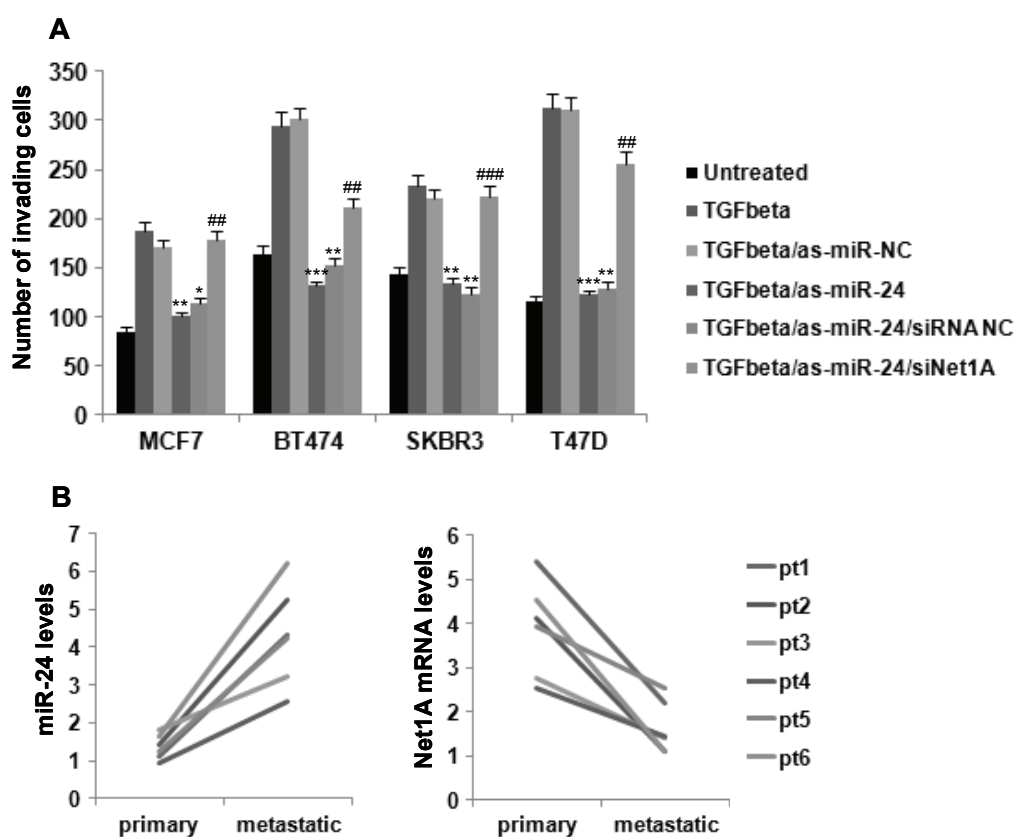 A
Number of invading cells
350
300
250
200
150
100
50
0
** * ##
*** ** ##
** ** ###
*** ** ##
MCF7 BT474 SKBR3 T47D
Untreated
TGFbeta
TGFbeta/as-miR-NC
TGFbeta/as-miR-24
TGFbeta/as-miR-24/siRNA NC
TGFbeta/as-miR-24/siNet1A
B
miR-24 levels
7
6
5
4
3
2
1
0
primary metastatic
Net1A mRNA levels
6
5
4
3
2
1
0
primary metastatic
pt1
pt2
pt3
pt4
pt5
pt6